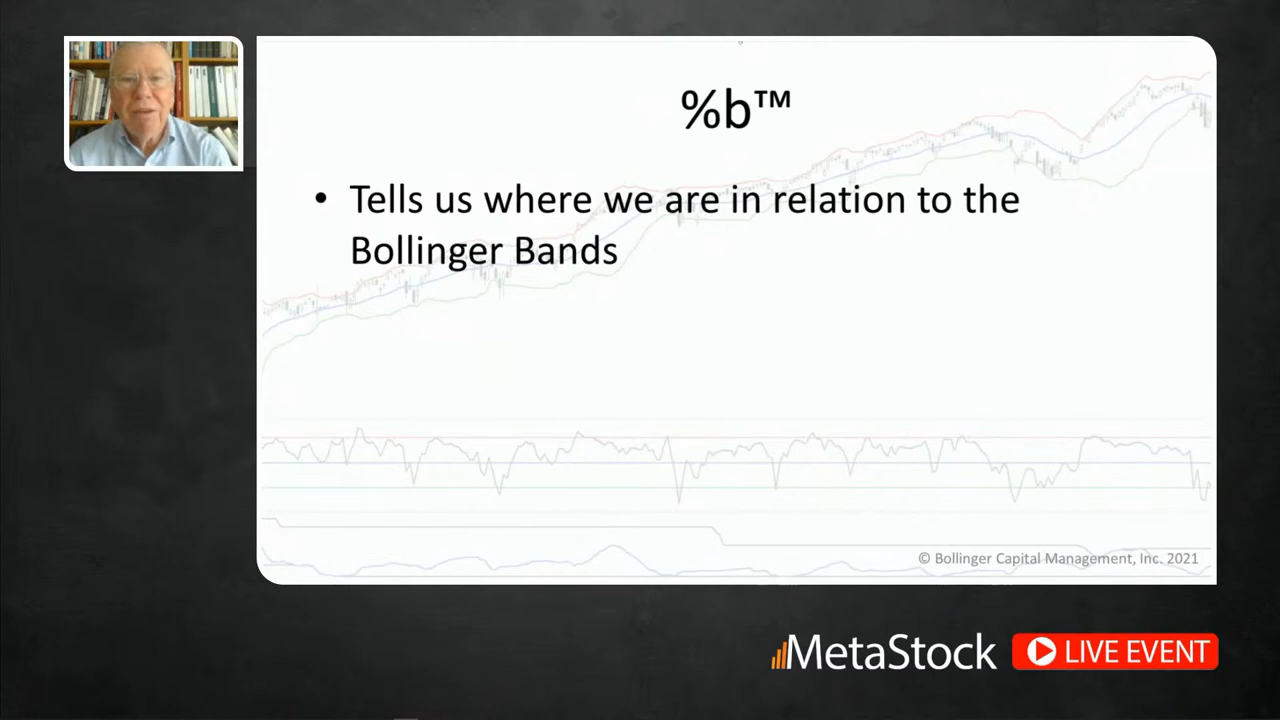 %b™
• Tells us where we are in relation to the
Bollinger Bands
© Bollinger Capital Management, Inc. 2021
MetaStock
LIVE EVENT